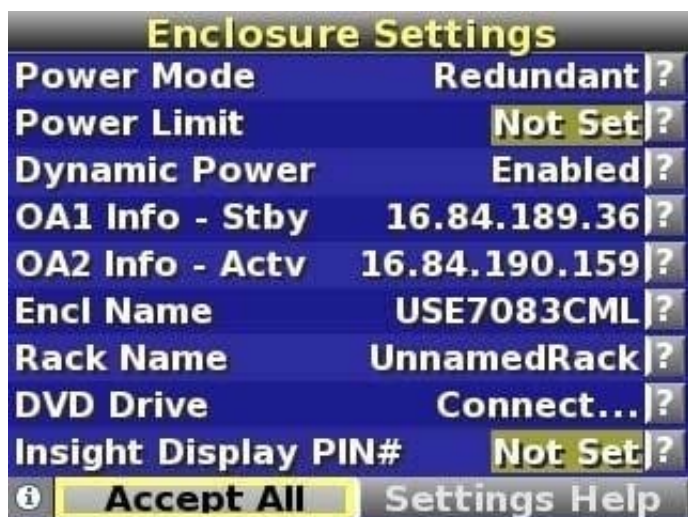 Enclosure Settings
Power Mode Redundant ?
Power Limit Not Set ?
Dynamic Power Enabled ?
OA1 Info - Stby 16.84.189.36 ?
OA2 Info - Actv 16.84.190.159 ?
Encl Name USE7083CML ?
Rack Name UnnamedRack ?
DVD Drive Connect... ?
Insight Display PIN# Not Set ?
i Accept All Settings Help